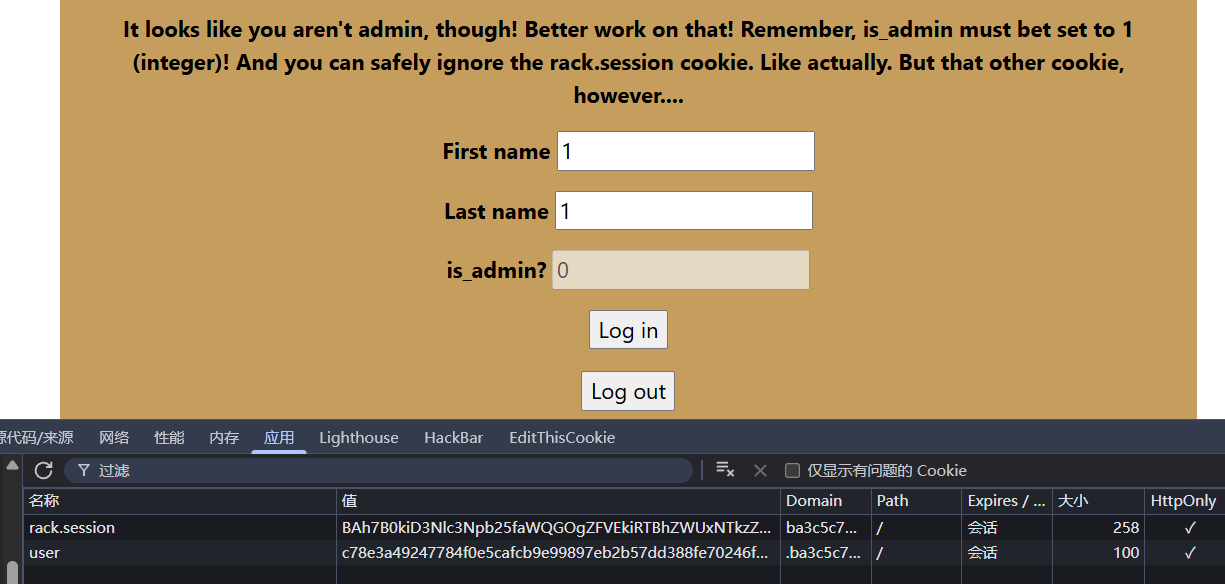 It looks like you aren't admin, though! Better work on that! Remember, is_admin must bet set to 1
(integer)! And you can safely ignore the rack.session cookie. Like actually. But that other cookie,
however....
First name 1
Last name 1
is_admin? 0
Log in
Log out
源代码/来源 网络 性能 内存 应用 Lighthouse HackBar EditThisCookie
过滤 仅显示有问题的 Cookie
名称 值 Domain Path Expires / ... 大小 HttpOnly
rack.session BAh7B0kiD3Nlc3Npb25faWQGOgZFVEkiRTBhZWUxNTkzZ... ba3c5c7... / 会话 258 ✓
user c78e3a49247784f0e5cafcb9e99897eb2b57dd388fe70246f... .ba3c5c7... / 会话 100 ✓